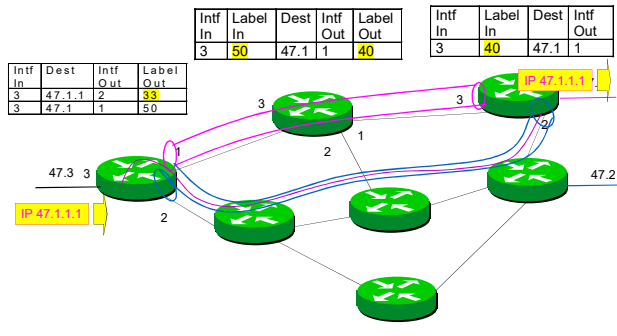 Intf In Label In Dest Intf Out Label Out
3 50 47.1 1 40
Intf In Label In Dest Intf Out
3 40 47.1 1
Intf In Dest Intf Out Label Out
3 47.1.1 2 33
3 47.1 1 50
IP 47.1.1.1
3
3
1
2
2
1
47.3 3
47.2
IP 47.1.1.1
2